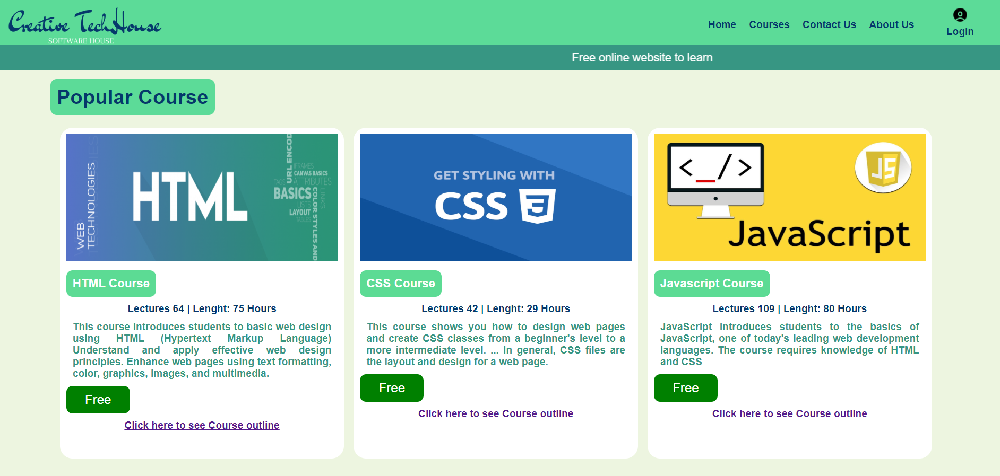 Creative TechHouse
SOFTWARE HOUSE
Home Courses Contact Us About Us Login
Free online website to learn
Popular Course
WEB
TECHNOLOGIES
HTML
URL ENCOD
IFRAMES
CANVAS BASICS
TAGS ATTRIBUTES
BASICS
LISTS
LAYOUT
TABLES
LINKS
COLOR STYLES AND
HTML Course
Lectures 64 | Lenght: 75 Hours
This course introduces students to basic web design
using HTML (Hypertext Markup Language)
Understand and apply effective web design
principles. Enhance web pages using text formatting,
color, graphics, images, and multimedia.
Free
Click here to see Course outline
GET STYLING WITH
CSS 3
CSS Course
Lectures 42 | Lenght: 29 Hours
This course shows you how to design web pages
and create CSS classes from a beginner's level to a
more intermediate level. ... In general, CSS files are
the layout and design for a web page.
Free
Click here to see Course outline
<_/>
JS
JavaScript
Javascript Course
Lectures 109 | Lenght: 80 Hours
JavaScript introduces students to the basics of
JavaScript, one of today's leading web development
languages. The course requires knowledge of HTML
and CSS
Free
Click here to see Course outline